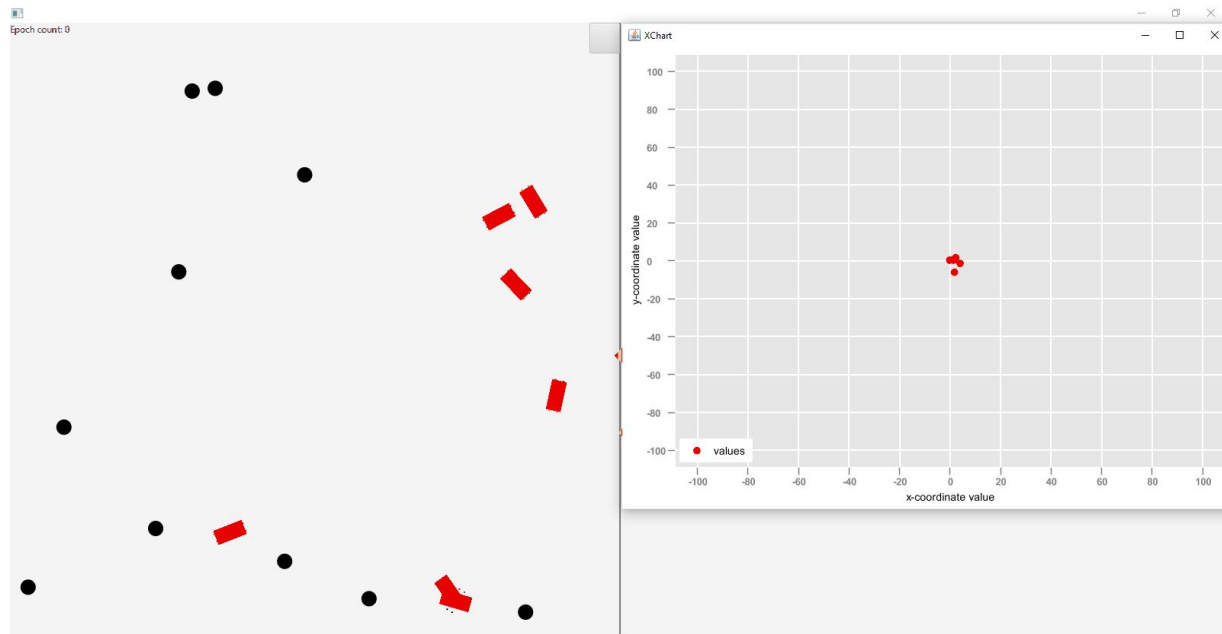 Epoch count: 0
XChart
y-coordinate value
100
80
60
40
20
0
-20
-40
-60
-80
-100
values
-100 -80 -60 -40 -20 0 20 40 60 80 100
x-coordinate value